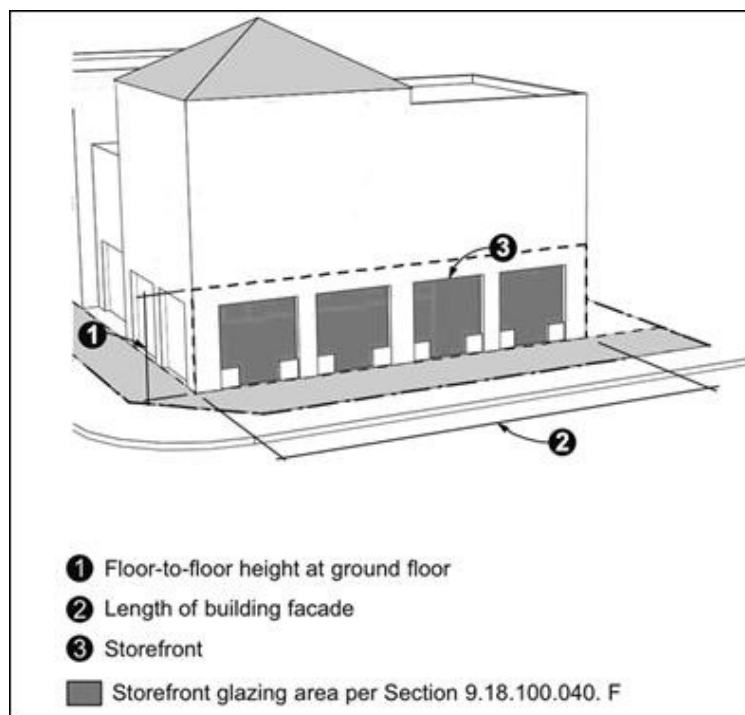 3
1
2
1 Floor-to-floor height at ground floor
2 Length of building facade
3 Storefront
Storefront glazing area per Section 9.18.100.040. F